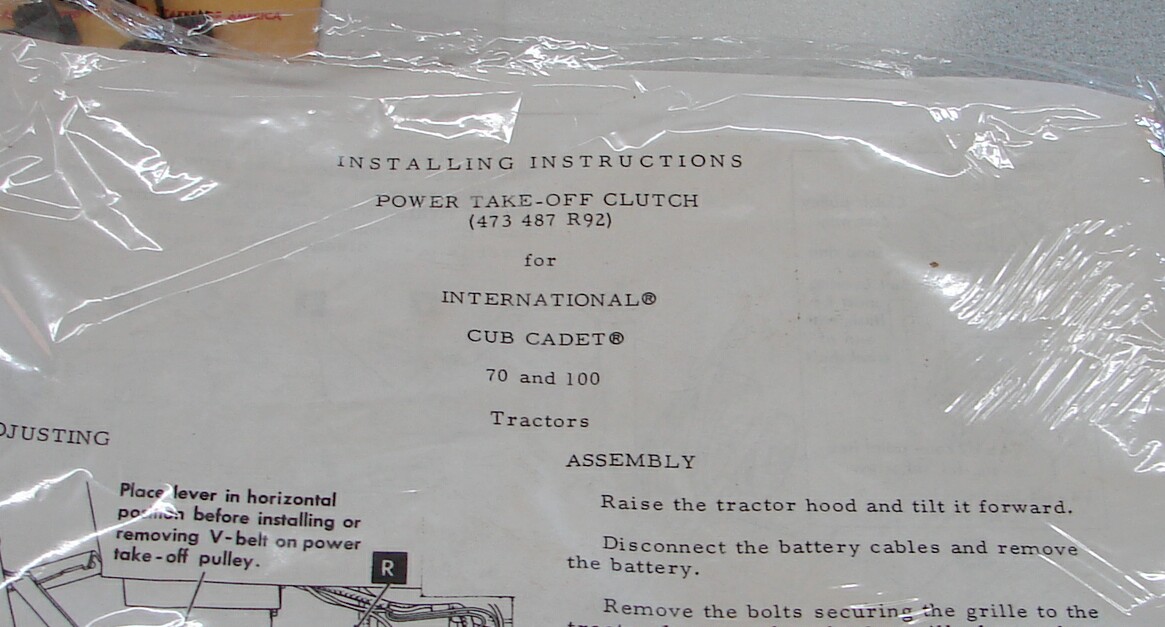 AMERICA
INSTALLING INSTRUCTIONS
POWER TAKE-OFF CLUTCH
(473 487 R92)
for
INTERNATIONAL®
CUB CADET®
70 and 100
Tractors
DJUSTING
Place lever in horizontal
position before installing or
removing V-belt on power
take-off pulley.
R
ASSEMBLY
Raise the tractor hood and tilt it forward.
Disconnect the battery cables and remove
the battery.
Remove the bolts securing the grille to the